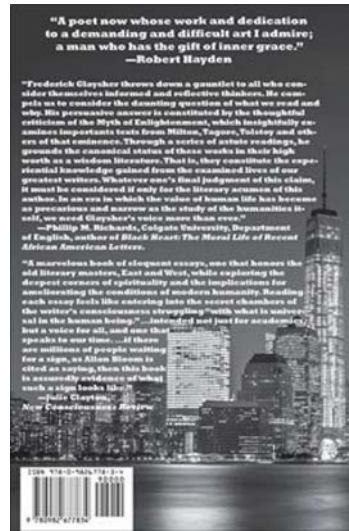 “A poet now whose work and dedication
to a demanding and difficult art I admire;
a man who has the gift of inner grace.”
—Robert Hayden
“Frederick Glaysher throws down a gauntlet to all who con-
sider themselves informed and reflective thinkers. He com-
pels us to consider the daunting question of what we read and
why. His persuasive answer is constituted by the thoughtful
criticism of the Myth of Enlightenment, which insightfully ex-
amines importants texts from Milton, Tagore, Tolstoy and oth-
ers of that eminence. Through a series of astute readings, he
grounds the canonical status of these works in their high
worth as a wisdom literature. That is, they constitute the expe-
riential knowledge gained from the examined lives of our
greatest writers. Whatever one’s final judgment of this claim,
it must be considered if only for the literary acumen of this
author. In an era in which the value of human life has become
as precarious and narrow as the study of the humanities it-
self, we need Glaysher’s voice more than ever.”
—Phillip M. Richards, Colgate University, Department
of English, author of Black Heart: The Moral Life of Recent
African American Letters.
“A marvelous book of eloquent essays, one that honors the
old literary masters, East and West, while exploring the
deepest corners of spirituality and the implications for
ameliorating the conditions of modern humanity. Reading
each essay feels like entering into the secret chambers of
the writer’s consciousness struggling “with what is univer-
sal in the human being.” ...intended not just for academics,
but a voice for all, and one that
speaks to our time. ...if there
are millions of people waiting
for a sign, as Allan Bloom is
cited as saying, then this book
is assuredly evidence of what
such a sign looks like.”
—Julie Clayton,
New Consciousness Review
ISBN 978-0-9826778-3-4
90000
9 780982 677834